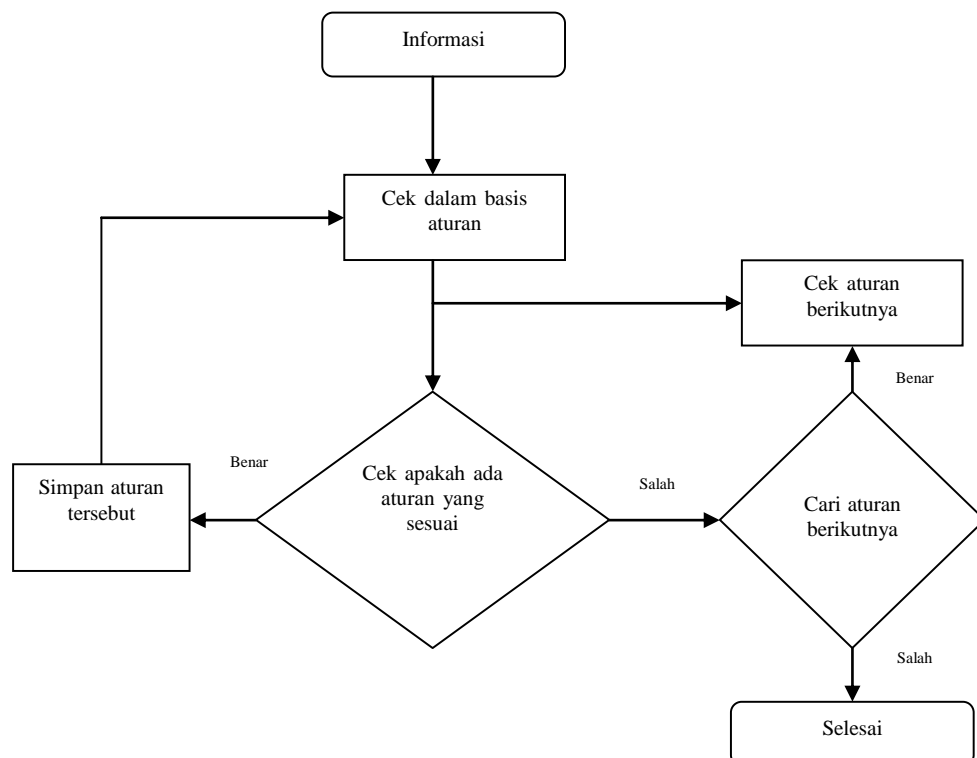 Informasi
Cek dalam basis
aturan
Cek aturan
berikutnya
Benar
Benar
Cek apakah ada
aturan yang
sesuai
Salah
Simpan aturan
tersebut
Cari aturan
berikutnya
Salah
Selesai